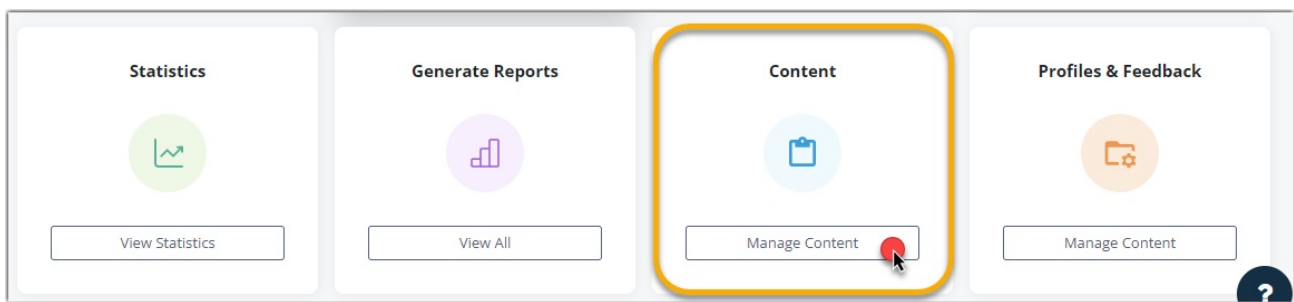 Statistics
Generate Reports
Content
Profiles & Feedback
View Statistics
View All
Manage Content
Manage Content
?